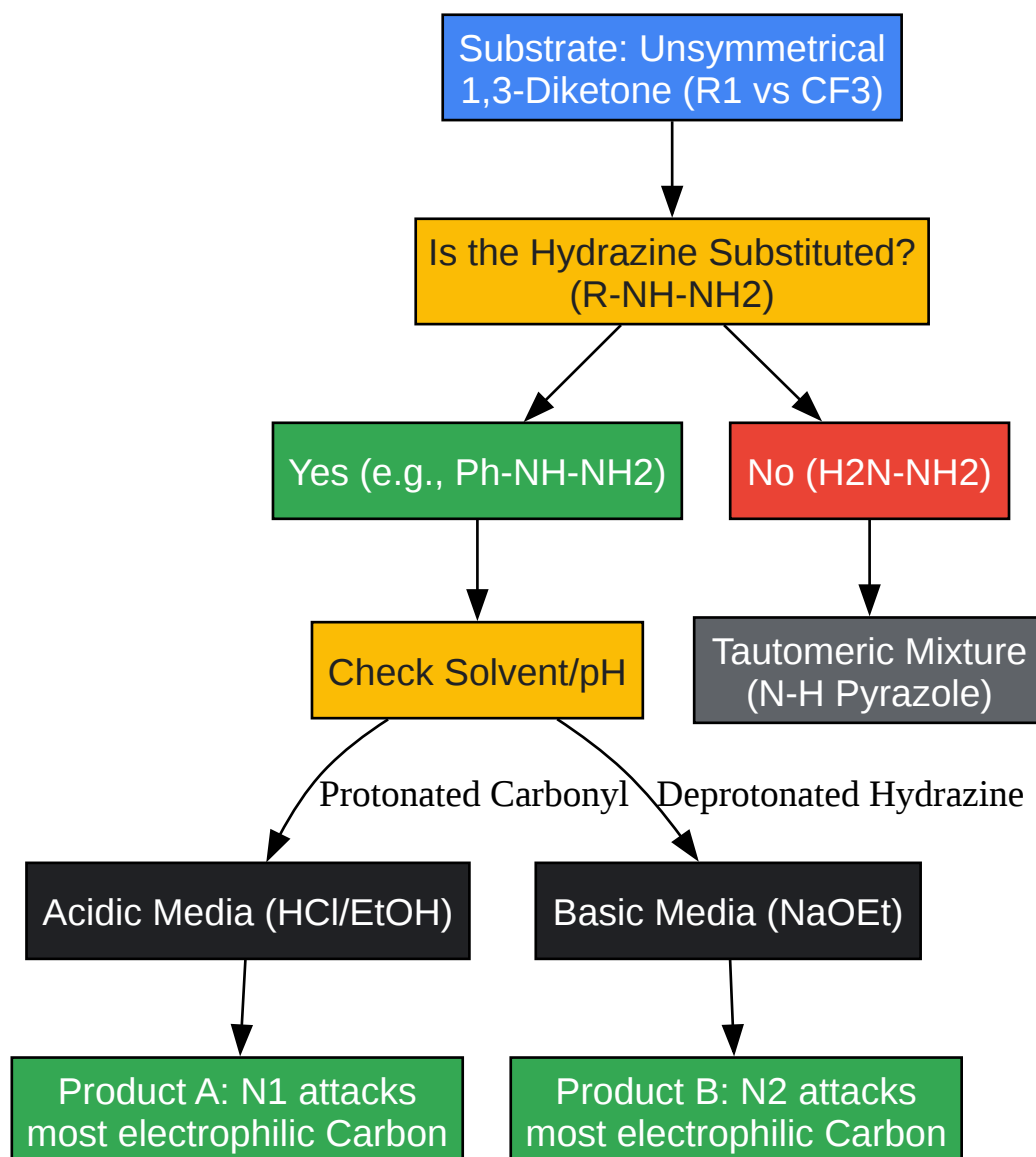 Substrate: Unsymmetrical
1,3-Diketone (R1 vs CF3)
Is the Hydrazine Substituted?
(R-NH-NH2)
Yes (e.g., Ph-NH-NH2)
No (H2N-NH2)
Check Solvent/pH
Tautomeric Mixture
(N-H Pyrazole)
Protonated Carbonyl
Deprotonated Hydrazine
Acidic Media (HCl/EtOH)
Basic Media (NaOEt)
Product A: N1 attacks
most electrophilic Carbon
Product B: N2 attacks
most electrophilic Carbon